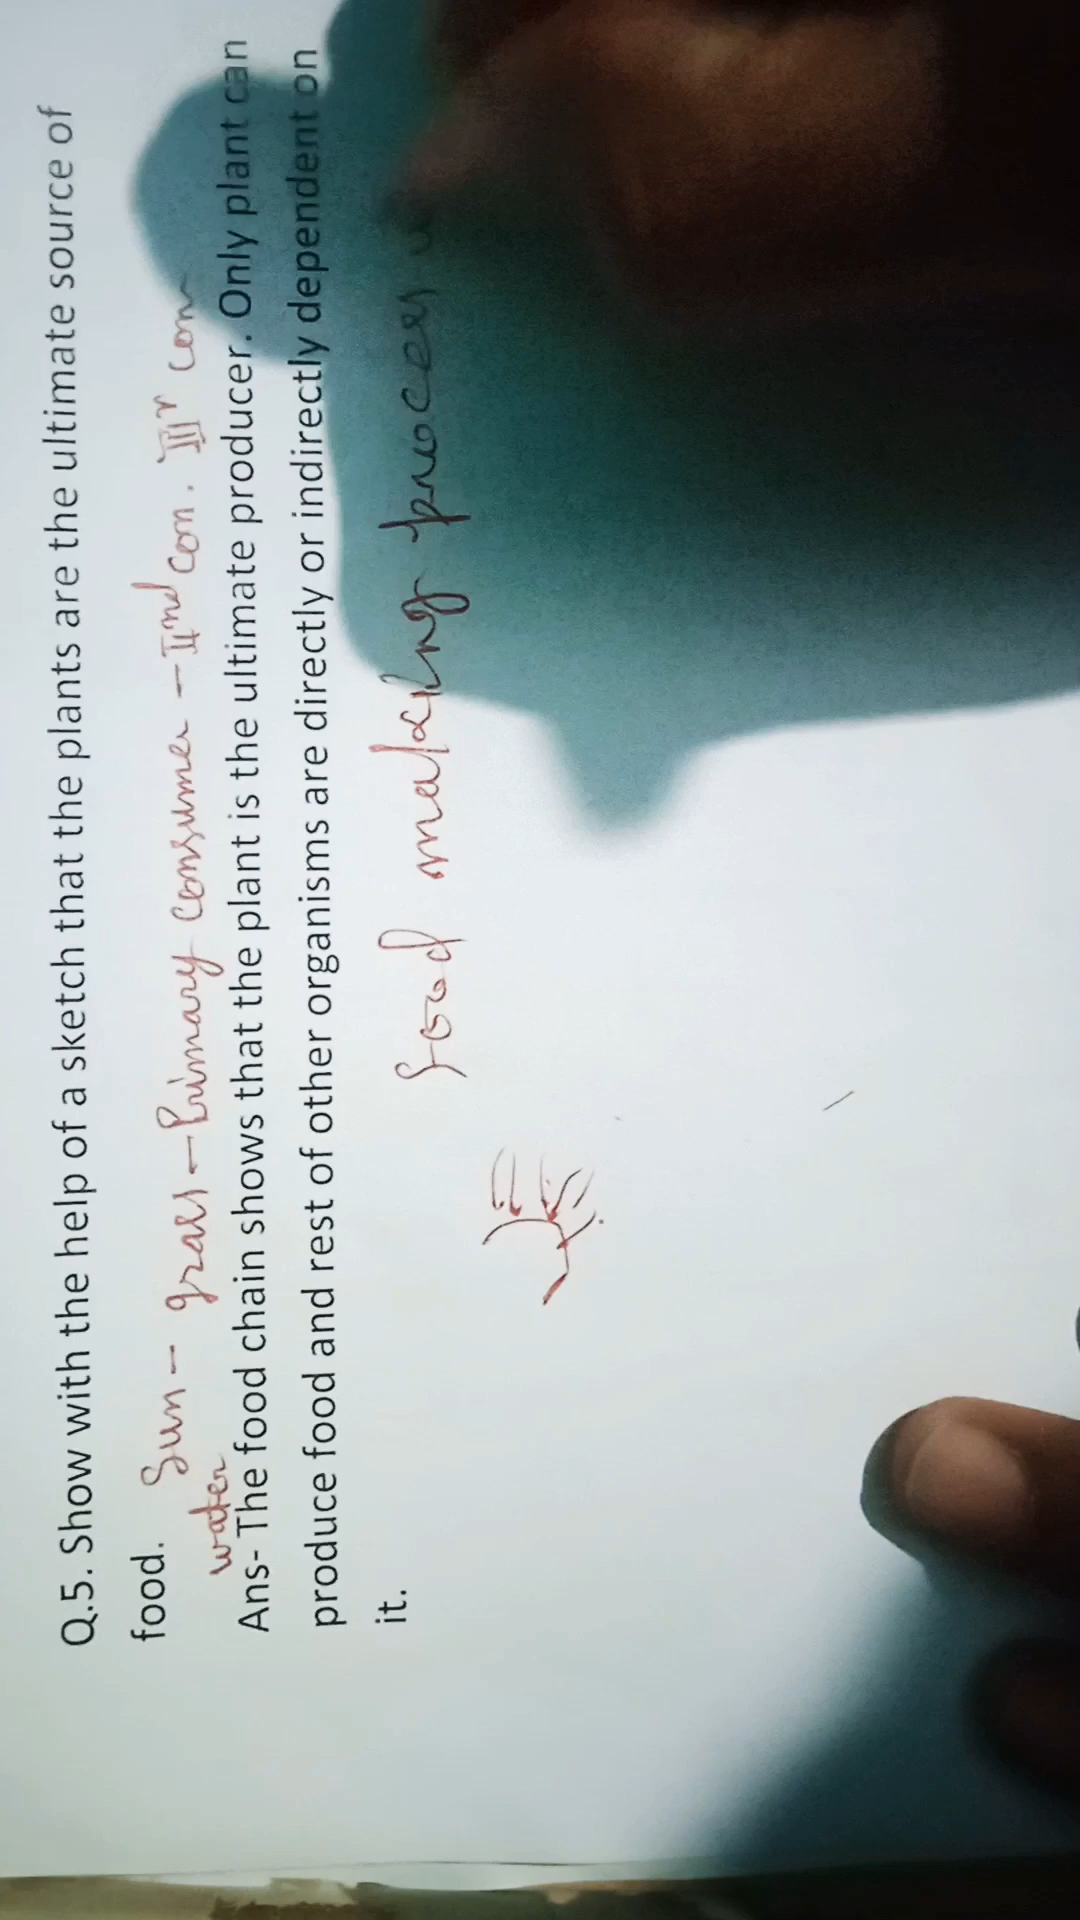 Q.5. Show with the help of a sketch that the plants are the ultimate source of
food. Sun - grass - Primary consumer - IInd con. IIIr con
water
Ans- The food chain shows that the plant is the ultimate producer. Only plant can
produce food and rest of other organisms are directly or indirectly dependent on
it. food making process